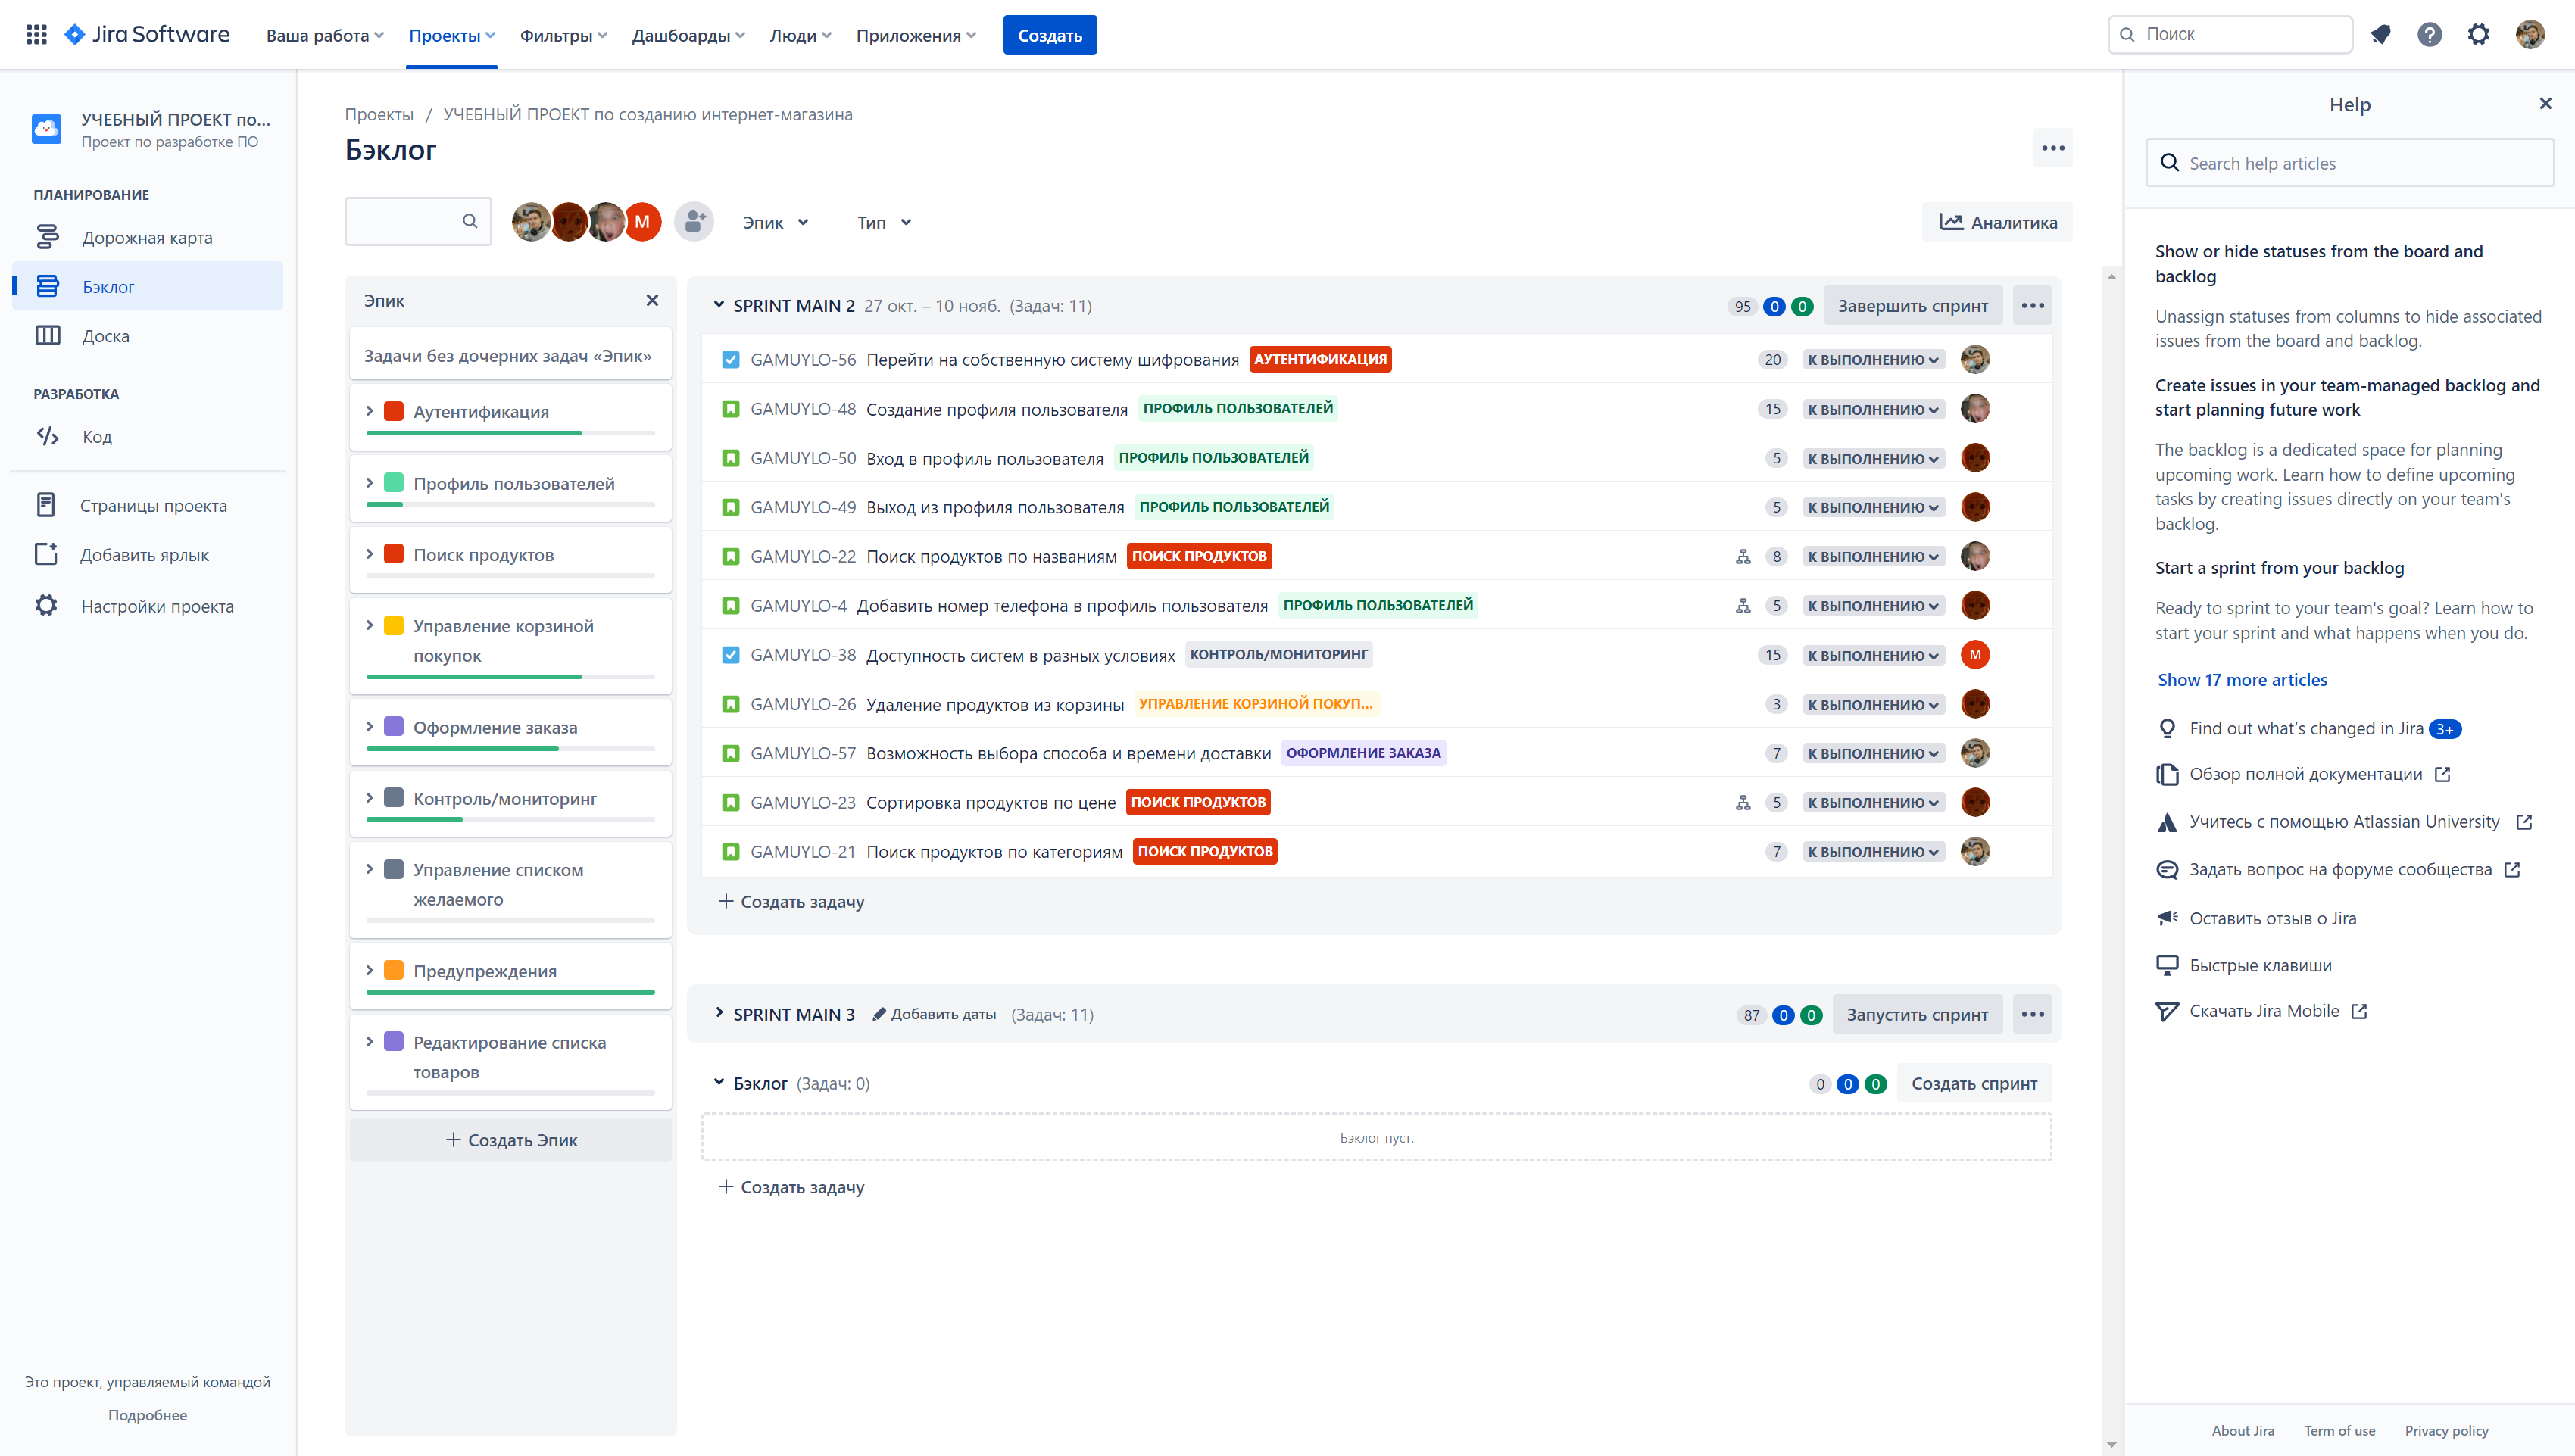 Jira Software
Ваша работа
Проекты
Фильтры
Дашборды
Люди
Приложения
Создать
Поиск
УЧЕБНЫЙ ПРОЕКТ по...
Проект по разработке ПО
ПЛАНИРОВАНИЕ
Дорожная карта
Бэклог
Доска
РАЗРАБОТКА
Код
Страницы проекта
Добавить ярлык
Настройки проекта
Это проект, управляемый командой
Подробнее
Проекты / УЧЕБНЫЙ ПРОЕКТ по созданию интернет-магазина
Бэклог
М
Эпик
Тип
Аналитика
Эпик
Задачи без дочерних задач «Эпик»
Аутентификация
Профиль пользователей
Поиск продуктов
Управление корзиной
покупок
Оформление заказа
Контроль/мониторинг
Управление списком
желаемого
Предупреждения
Редактирование списка
товаров
+ Создать Эпик
SPRINT MAIN 2 27 окт. – 10 нояб. (Задач: 11) 95 0 0 Завершить спринт
GAMUYLO-56 Перейти на собственную систему шифрования АУТЕНТИФИКАЦИЯ 20 К ВЫПОЛНЕНИЮ
GAMUYLO-48 Создание профиля пользователя ПРОФИЛЬ ПОЛЬЗОВАТЕЛЕЙ 15 К ВЫПОЛНЕНИЮ
GAMUYLO-50 Вход в профиль пользователя ПРОФИЛЬ ПОЛЬЗОВАТЕЛЕЙ 5 К ВЫПОЛНЕНИЮ
GAMUYLO-49 Выход из профиля пользователя ПРОФИЛЬ ПОЛЬЗОВАТЕЛЕЙ 5 К ВЫПОЛНЕНИЮ
GAMUYLO-22 Поиск продуктов по названиям ПОИСК ПРОДУКТОВ 8 К ВЫПОЛНЕНИЮ
GAMUYLO-4 Добавить номер телефона в профиль пользователя ПРОФИЛЬ ПОЛЬЗОВАТЕЛЕЙ 5 К ВЫПОЛНЕНИЮ
GAMUYLO-38 Доступность систем в разных условиях КОНТРОЛЬ/МОНИТОРИНГ 15 К ВЫПОЛНЕНИЮ М
GAMUYLO-26 Удаление продуктов из корзины УПРАВЛЕНИЕ КОРЗИНОЙ ПОКУП... 3 К ВЫПОЛНЕНИЮ
GAMUYLO-57 Возможность выбора способа и времени доставки ОФОРМЛЕНИЕ ЗАКАЗА 7 К ВЫПОЛНЕНИЮ
GAMUYLO-23 Сортировка продуктов по цене ПОИСК ПРОДУКТОВ 5 К ВЫПОЛНЕНИЮ
GAMUYLO-21 Поиск продуктов по категориям ПОИСК ПРОДУКТОВ 7 К ВЫПОЛНЕНИЮ
+ Создать задачу
SPRINT MAIN 3 Добавить даты (Задач: 11) 87 0 0 Запустить спринт
Бэклог (Задач: 0) 0 0 0 Создать спринт
Бэклог пуст.
+ Создать задачу
Help
Search help articles
Show or hide statuses from the board and
backlog
Unassign statuses from columns to hide associated
issues from the board and backlog.
Create issues in your team-managed backlog and
start planning future work
The backlog is a dedicated space for planning
upcoming work. Learn how to define upcoming
tasks by creating issues directly on your team's
backlog.
Start a sprint from your backlog
Ready to sprint to your team's goal? Learn how to
start your sprint and what happens when you do.
Show 17 more articles
Find out what's changed in Jira 3+
Обзор полной документации
Учитесь с помощью Atlassian University
Задать вопрос на форуме сообщества
Оставить отзыв о Jira
Быстрые клавиши
Скачать Jira Mobile
About Jira Term of use Privacy policy